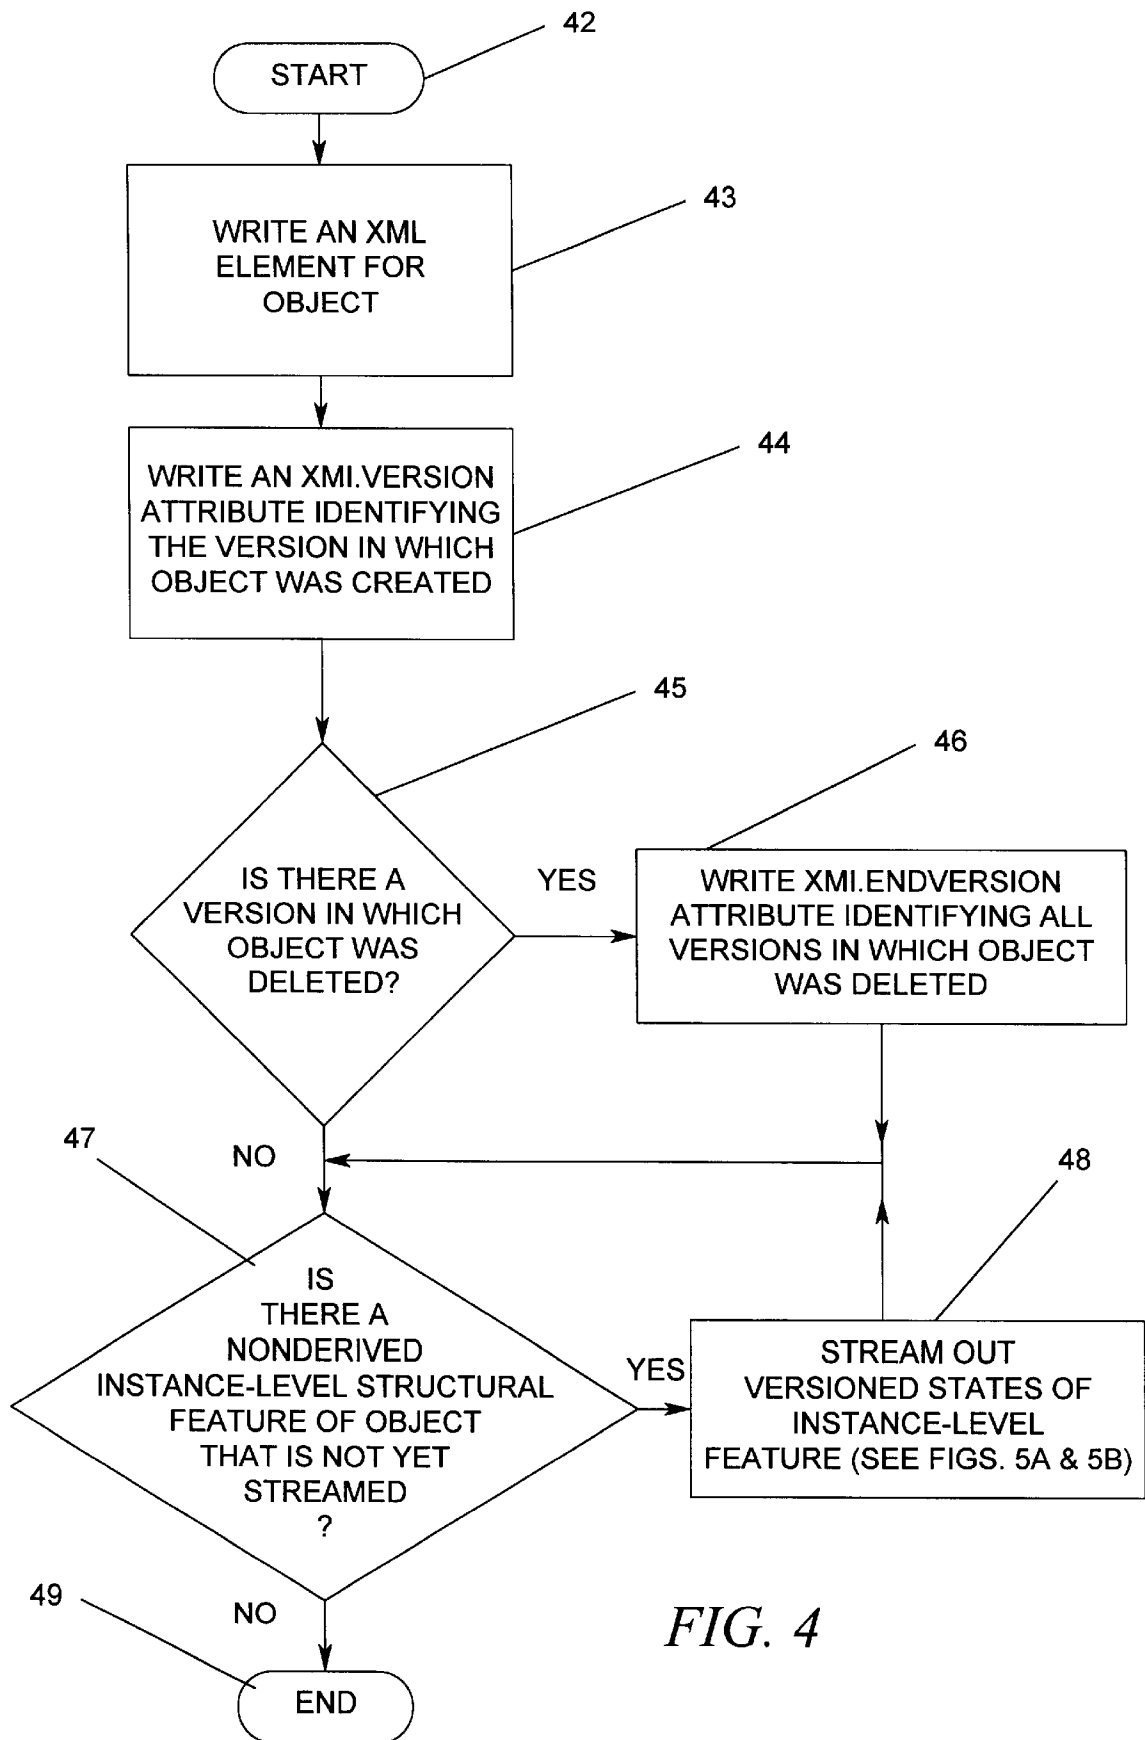 42
START
43
WRITE AN XML
ELEMENT FOR
OBJECT
44
WRITE AN XMI.VERSION
ATTRIBUTE IDENTIFYING
THE VERSION IN WHICH
OBJECT WAS CREATED
45
IS THERE A
VERSION IN WHICH
OBJECT WAS
DELETED?
YES
46
WRITE XMI.ENDVERSION
ATTRIBUTE IDENTIFYING ALL
VERSIONS IN WHICH OBJECT
WAS DELETED
NO
47
IS
THERE A
NONDERIVED
INSTANCE-LEVEL STRUCTURAL
FEATURE OF OBJECT
THAT IS NOT YET
STREAMED
?
YES
48
STREAM OUT
VERSIONED STATES OF
INSTANCE-LEVEL
FEATURE (SEE FIGS. 5A & 5B)
NO
49
END
FIG. 4